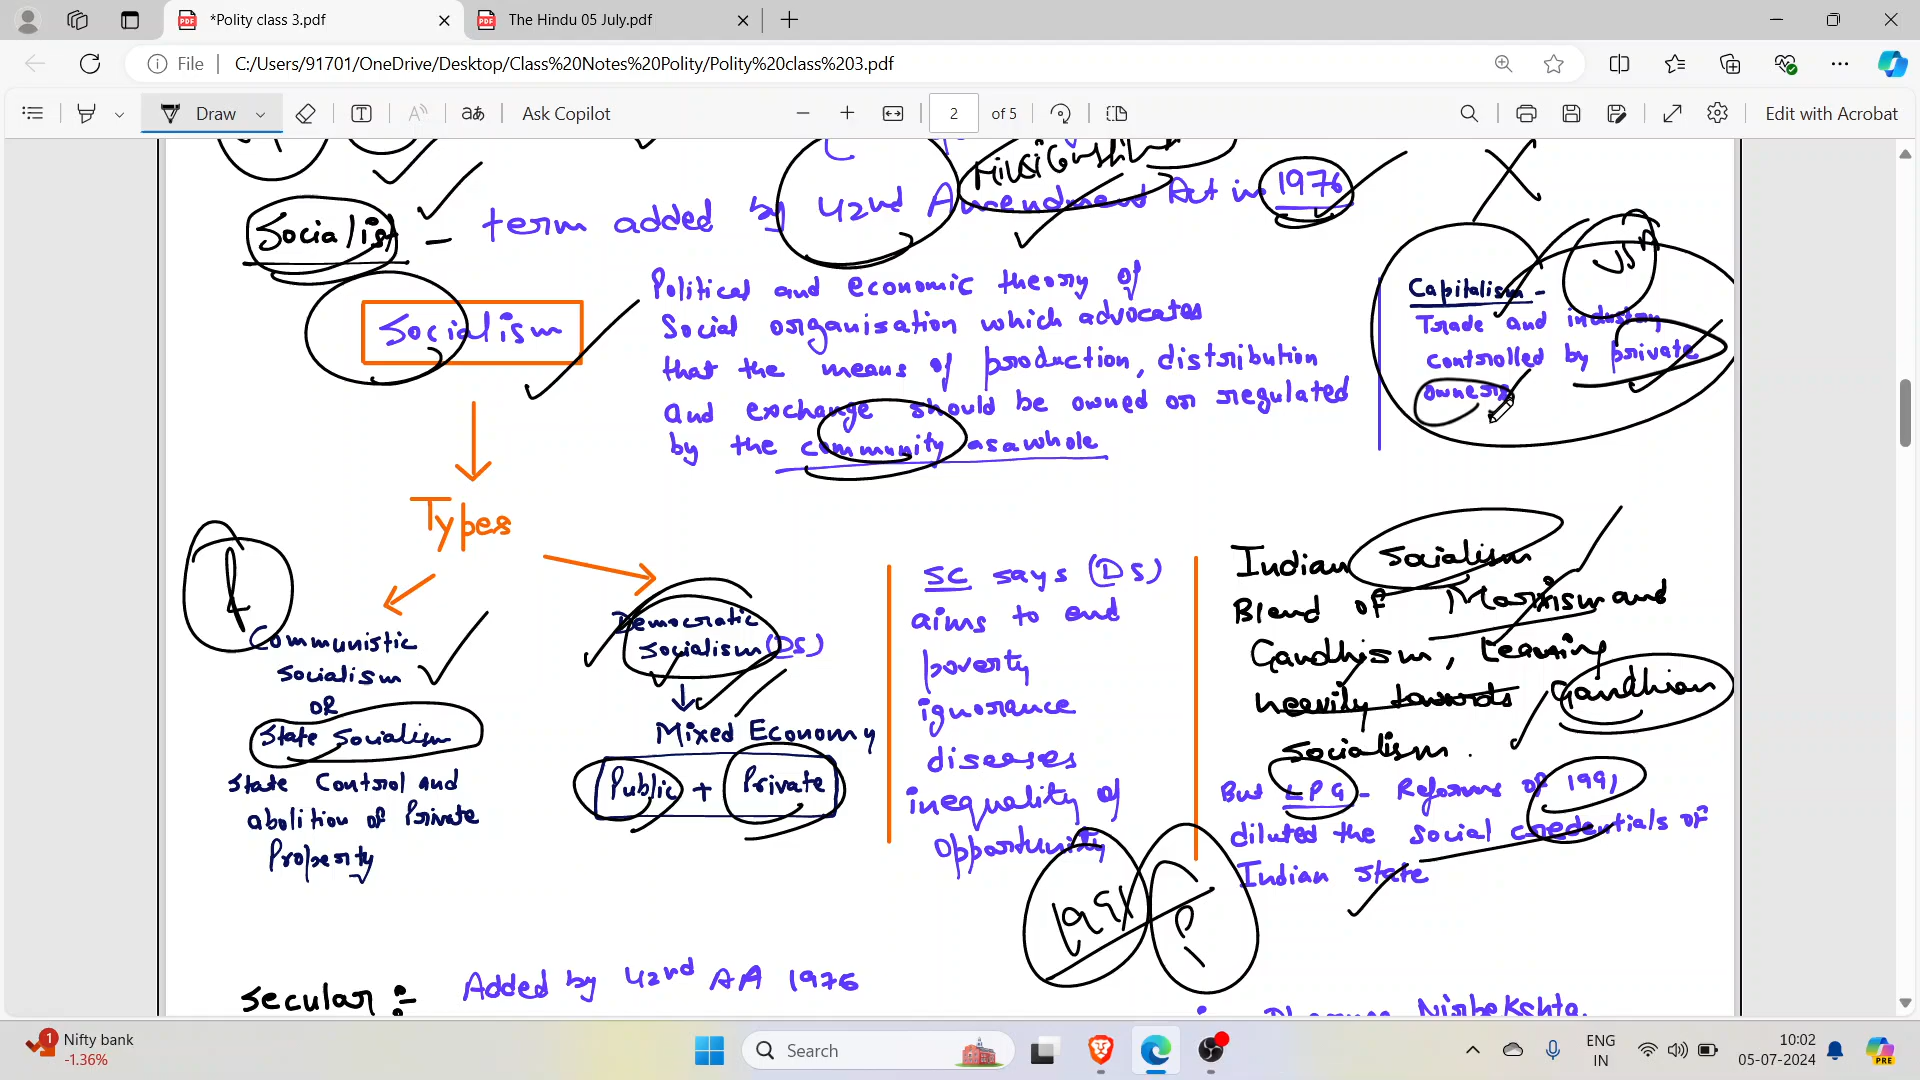 *Polity class 3.pdf
The Hindu 05 July.pdf
File
C:/Users/91701/OneDrive/Desktop/Class%20Notes%20Polity/Polity%20class%203.pdf
Draw
aあ
Ask Copilot
2 of 5
Edit with Acrobat
Socialist - term added by 42nd Amendment Act in 1976
Socialism
Political and economic theory of
Social organisation which advocates
that the means of production, distribution
and exchange should be owned or regulated
by the community as a whole
Capitalism -
Trade and industry
controlled by private
USA
Types
Communistic
Socialism
OR
State Socialism
State Control and
abolition of Private
Property
Democratic
Socialism (DS)
Mixed Economy
Public + Private
SC says (DS)
aims to end
poverty
ignorance
diseases
inequality of
opportunity
Indian Socialism
Blend of Marxism and
Gandhism, leaning
heavily towards Gandhian
Socialism.
But LPG - Reforms of 1991
diluted the social credentials of
Indian state
1991
P
Secular :- Added by 42nd AA 1976
Nifty bank
-1.36%
1
Search
ENG
IN
10:02
05-07-2024
PRE